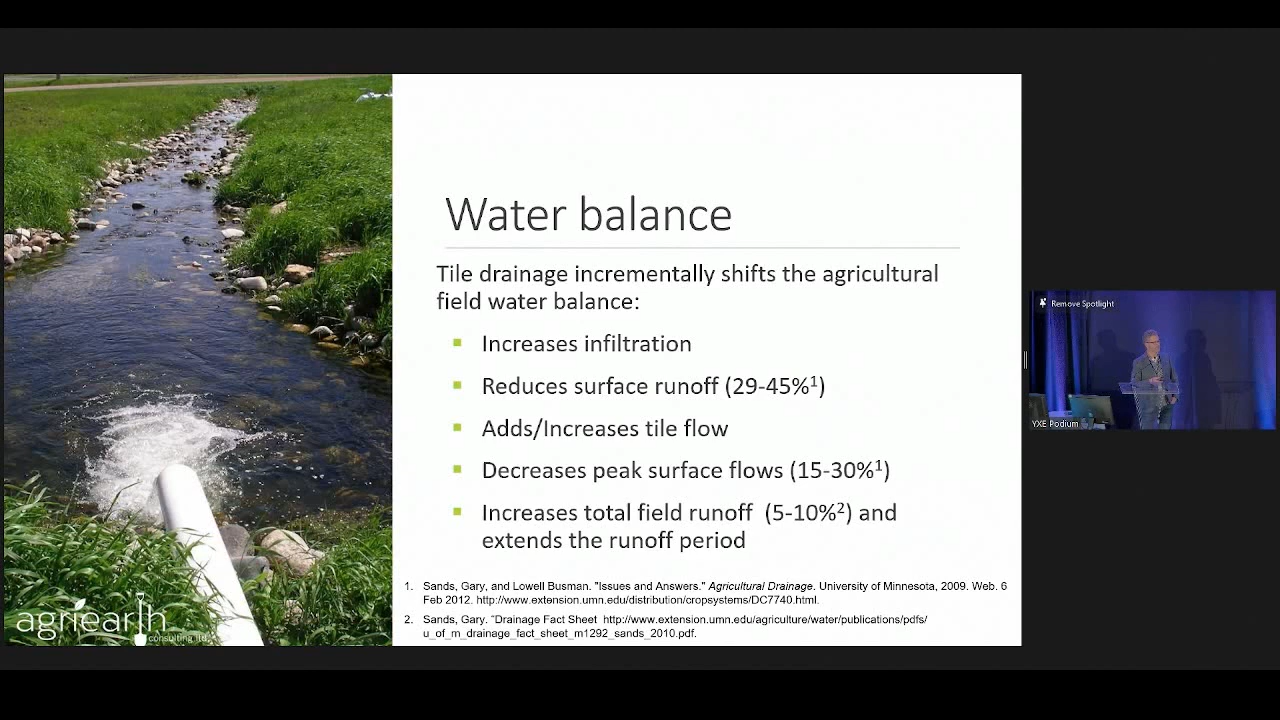 Water balance
Tile drainage incrementally shifts the agricultural
field water balance:
Increases infiltration
Reduces surface runoff (29-45%¹)
Adds/Increases tile flow
Decreases peak surface flows (15-30%¹)
Increases total field runoff (5-10%²) and
extends the runoff period
1. Sands, Gary, and Lowell Busman. "Issues and Answers." Agricultural Drainage. University of Minnesota, 2009. Web. 6
Feb 2012. http://www.extension.umn.edu/distribution/cropsystems/DC7740.html.
2. Sands, Gary. "Drainage Fact Sheet http://www.extension.umn.edu/agriculture/water/publications/pdfs/
u_of_m_drainage_fact_sheet_m1292_sands_2010.pdf.
agriearth
consulting ltd.
Remove Spotlight
YXE Podium